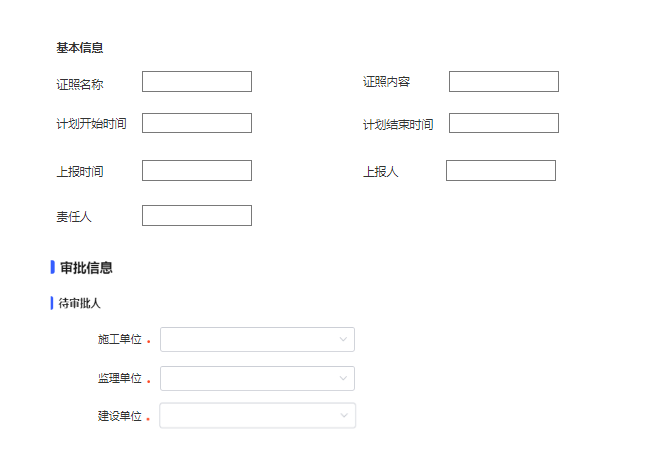 基本信息
证照名称 证照内容
计划开始时间 计划结束时间
上报时间 上报人
责任人
审批信息
待审批人
施工单位
监理单位
建设单位